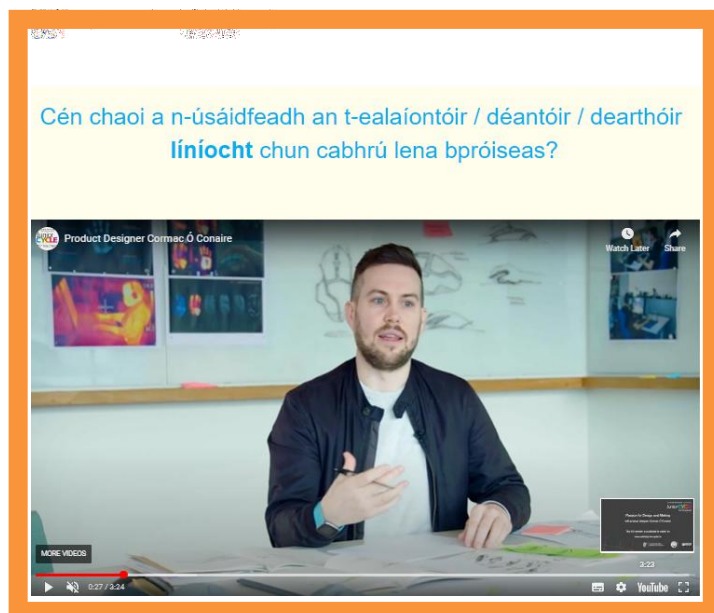 Cén chaoi a n-úsáidfeadh an t-ealaíontóir / déantóir / dearthóir
líníocht chun cabhrú lena bpróiseas?
Product Designer Cormac Ó Conaire
Watch Later
Share
MORE VIDEOS
3:23
0:27 / 3:24
YouTube